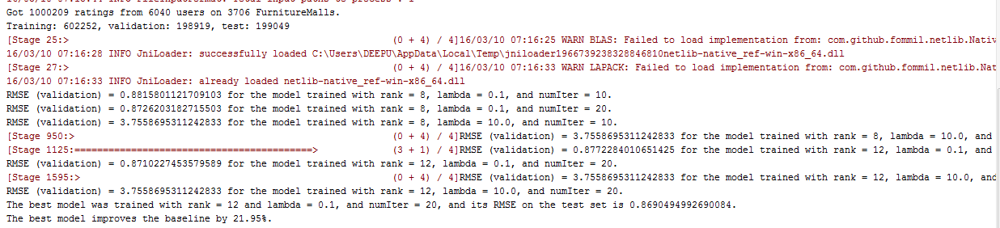 Got 1000209 ratings from 6040 users on 3706 FurnitureMalls.
Training: 602252, validation: 198919, test: 199049
[Stage 25:> (0 + 4) / 4]16/03/10 07:16:25 WARN BLAS: Failed to load implementation from: com.github.fommil.netlib.Nativ
16/03/10 07:16:28 INFO JniLoader: successfully loaded C:\Users\DEEPU\AppData\Local\Temp\jniloader1966739238328846810netlib-native_ref-win-x86_64.dll
[Stage 27:> (0 + 4) / 4]16/03/10 07:16:33 WARN LAPACK: Failed to load implementation from: com.github.fommil.netlib.Nat
16/03/10 07:16:33 INFO JniLoader: already loaded netlib-native_ref-win-x86_64.dll
RMSE (validation) = 0.8815801121709103 for the model trained with rank = 8, lambda = 0.1, and numIter = 10.
RMSE (validation) = 0.8726203182715503 for the model trained with rank = 8, lambda = 0.1, and numIter = 20.
RMSE (validation) = 3.7558695311242833 for the model trained with rank = 8, lambda = 10.0, and numIter = 10.
[Stage 950:> (0 + 4) / 4]RMSE (validation) = 3.7558695311242833 for the model trained with rank = 8, lambda = 10.0, and
[Stage 1125:==========================================> (3 + 1) / 4]RMSE (validation) = 0.8772284010651425 for the model trained with rank = 12, lambda = 0.1, and
RMSE (validation) = 0.8710227453579589 for the model trained with rank = 12, lambda = 0.1, and numIter = 20.
[Stage 1595:> (0 + 4) / 4]RMSE (validation) = 3.7558695311242833 for the model trained with rank = 12, lambda = 10.0, and
RMSE (validation) = 3.7558695311242833 for the model trained with rank = 12, lambda = 10.0, and numIter = 20.
The best model was trained with rank = 12 and lambda = 0.1, and numIter = 20, and its RMSE on the test set is 0.8690494992690084.
The best model improves the baseline by 21.95%.